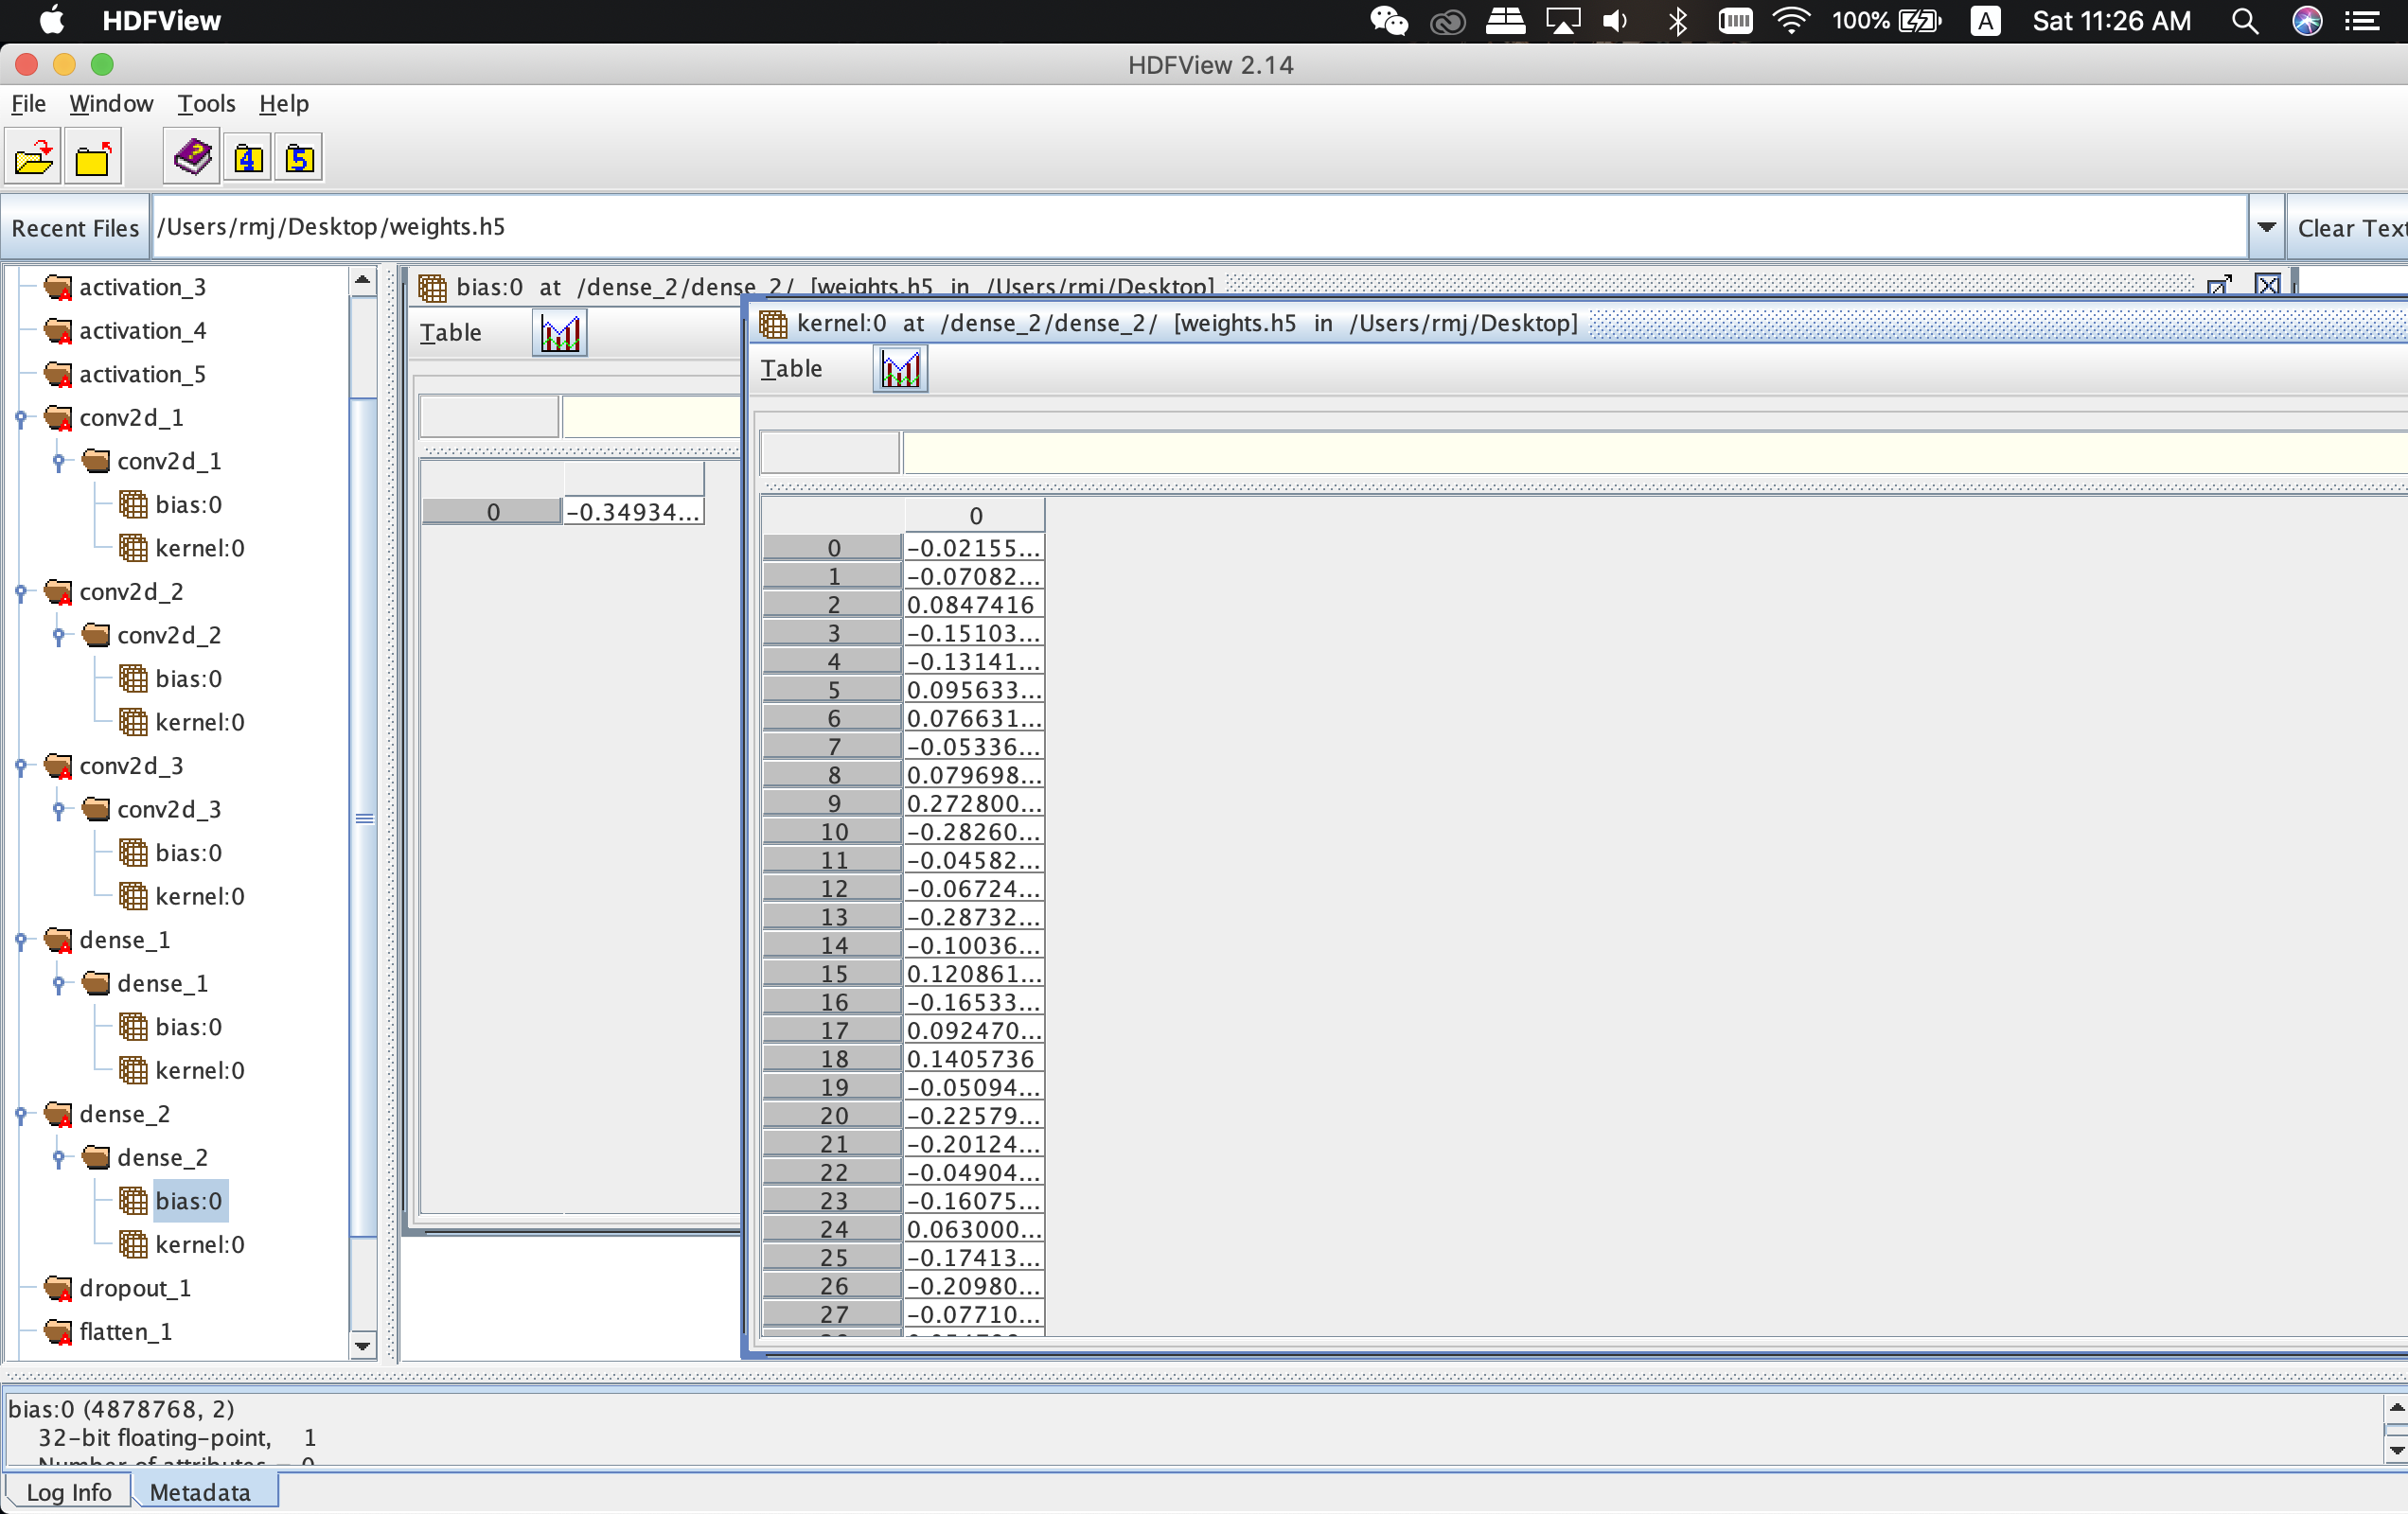 HDFView 100% A Sat 11:26 AM
HDFView 2.14
File Window Tools Help
4 5
Recent Files /Users/rmj/Desktop/weights.h5 Clear Text
activation_3
activation_4
activation_5
conv2d_1
conv2d_1
bias:0
kernel:0
conv2d_2
conv2d_2
bias:0
kernel:0
conv2d_3
conv2d_3
bias:0
kernel:0
dense_1
dense_1
bias:0
kernel:0
dense_2
dense_2
bias:0
kernel:0
dropout_1
flatten_1
bias:0 at /dense_2/dense_2/ [weights.h5 in /Users/rmj/Desktop]
Table
0 -0.34934...
kernel:0 at /dense_2/dense_2/ [weights.h5 in /Users/rmj/Desktop]
Table
0
0 -0.02155...
1 -0.07082...
2 0.0847416
3 -0.15103...
4 -0.13141...
5 0.095633...
6 0.076631...
7 -0.05336...
8 0.079698...
9 0.272800...
10 -0.28260...
11 -0.04582...
12 -0.06724...
13 -0.28732...
14 -0.10036...
15 0.120861...
16 -0.16533...
17 0.092470...
18 0.1405736
19 -0.05094...
20 -0.22579...
21 -0.20124...
22 -0.04904...
23 -0.16075...
24 0.063000...
25 -0.17413...
26 -0.20980...
27 -0.07710...
bias:0 (4878768, 2)
32-bit floating-point, 1
Number of attributes = 0
Log Info Metadata